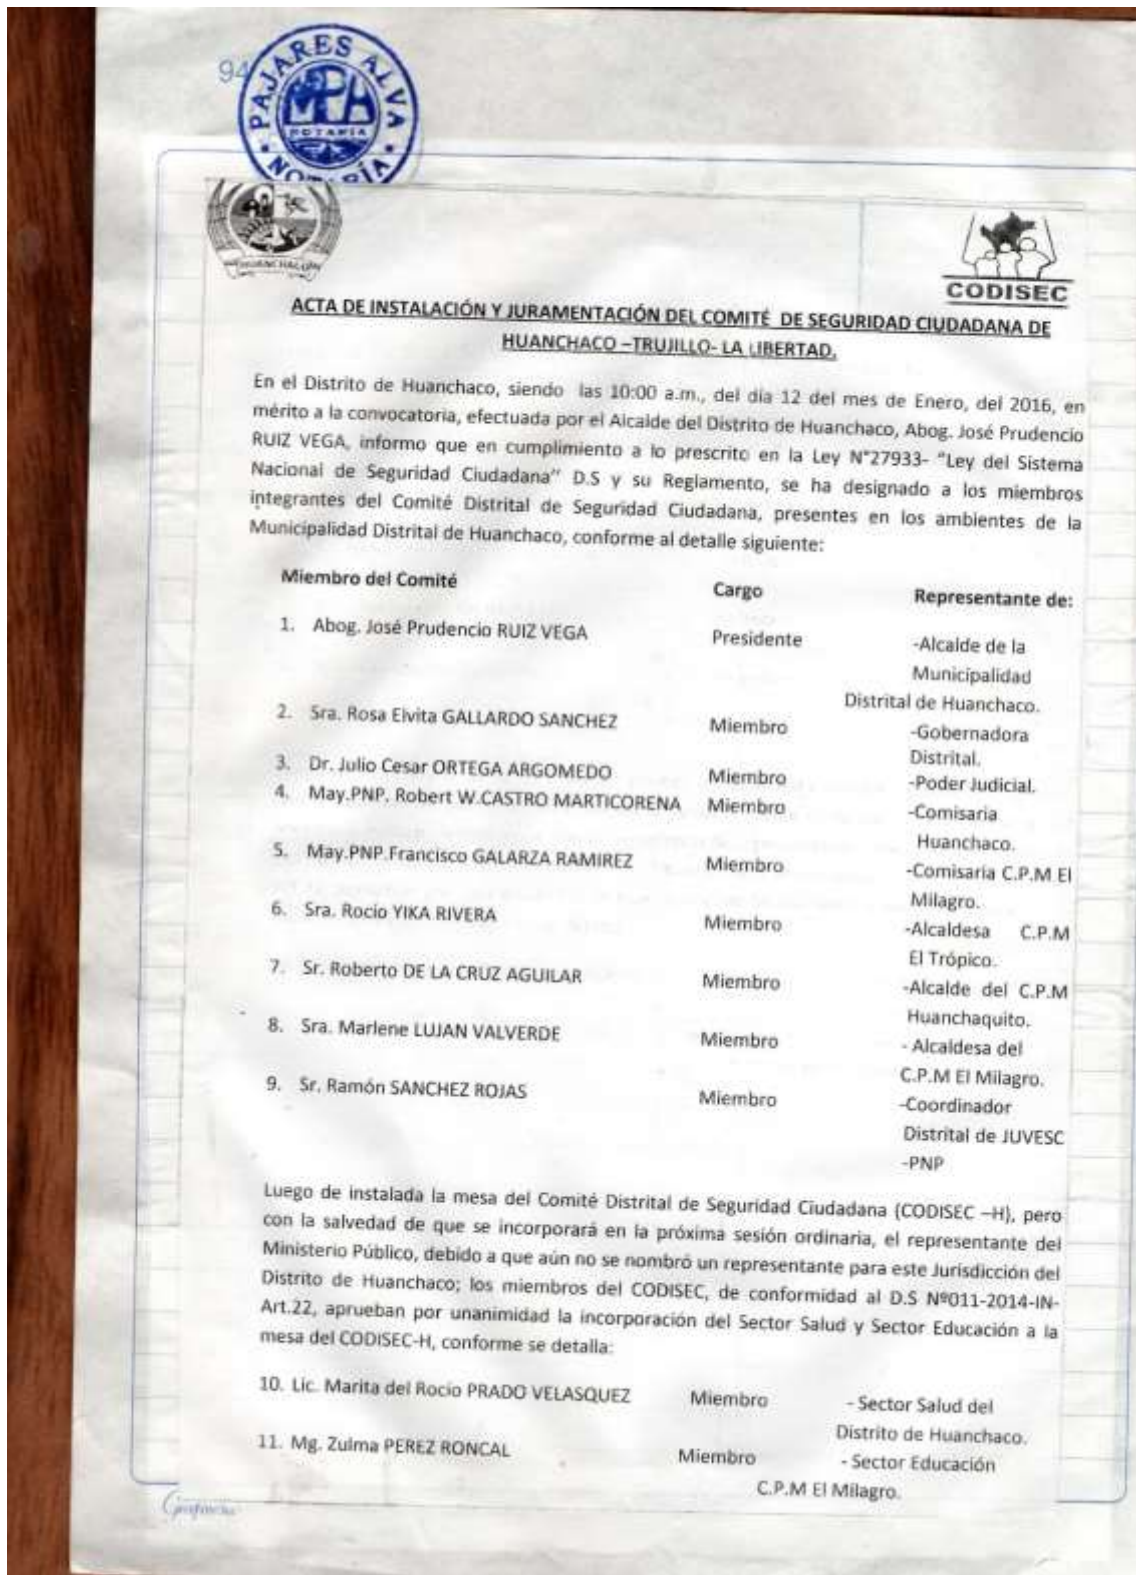 94
PAJARES ALVA
NOTARIA
NOTARÍA
HUANCHACO
CODISEC
ACTA DE INSTALACIÓN Y JURAMENTACIÓN DEL COMITÉ DE SEGURIDAD CIUDADANA DE
HUANCHACO –TRUJILLO- LA LIBERTAD.
En el Distrito de Huanchaco, siendo las 10:00 a.m., del día 12 del mes de Enero, del 2016, en
mérito a la convocatoria, efectuada por el Alcalde del Distrito de Huanchaco, Abog. José Prudencio
RUIZ VEGA, informo que en cumplimiento a lo prescrito en la Ley N°27933- “Ley del Sistema
Nacional de Seguridad Ciudadana” D.S y su Reglamento, se ha designado a los miembros
integrantes del Comité Distrital de Seguridad Ciudadana, presentes en los ambientes de la
Municipalidad Distrital de Huanchaco, conforme al detalle siguiente:
Miembro del Comité Cargo Representante de:
1. Abog. José Prudencio RUIZ VEGA Presidente -Alcalde de la
Municipalidad
Distrital de Huanchaco.
2. Sra. Rosa Elvita GALLARDO SANCHEZ Miembro -Gobernadora
Distrital.
3. Dr. Julio Cesar ORTEGA ARGOMEDO Miembro -Poder Judicial.
4. May.PNP. Robert W.CASTRO MARTICORENA Miembro -Comisaria
Huanchaco.
5. May.PNP.Francisco GALARZA RAMIREZ Miembro -Comisaria C.P.M El
Milagro.
6. Sra. Rocio YIKA RIVERA Miembro -Alcaldesa C.P.M
El Trópico.
7. Sr. Roberto DE LA CRUZ AGUILAR Miembro -Alcalde del C.P.M
Huanchaquito.
8. Sra. Marlene LUJAN VALVERDE Miembro - Alcaldesa del
C.P.M El Milagro.
9. Sr. Ramón SANCHEZ ROJAS Miembro -Coordinador
Distrital de JUVESC
-PNP
Luego de instalada la mesa del Comité Distrital de Seguridad Ciudadana (CODISEC –H), pero
con la salvedad de que se incorporará en la próxima sesión ordinaria, el representante del
Ministerio Público, debido a que aún no se nombró un representante para este Jurisdicción del
Distrito de Huanchaco; los miembros del CODISEC, de conformidad al D.S Nº011-2014-IN-
Art.22, aprueban por unanimidad la incorporación del Sector Salud y Sector Educación a la
mesa del CODISEC-H, conforme se detalla:
10. Lic. Marita del Rocio PRADO VELASQUEZ Miembro - Sector Salud del
Distrito de Huanchaco.
11. Mg. Zulma PEREZ RONCAL Miembro - Sector Educación
C.P.M El Milagro.